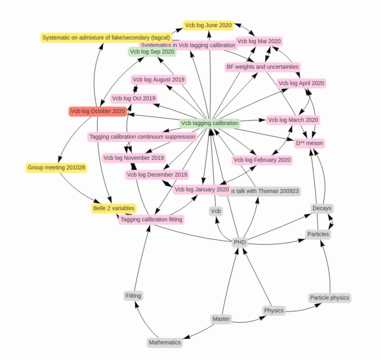 Vcb log June 2020
Systematic on admixture of fake/secondary (tagcal)
Vcb log Mai 2020
Systematics in Vcb tagging calibration
Vcb log Sep 2020
BF weights and uncertainties
Vcb log August 2019
Vcb log April 2020
Vcb log Oct 2019
Vcb log October 2020
Vcb log March 2020
Vcb tagging calibration
Tagging calibration continuum suppression
D** meson
Vcb log November 2019
Vcb log February 2020
Group meeting 201028
Vcb log December 2019
Vcb log January 2020
talk with Thomas 200923
Belle 2 variables
Vcb
Decays
Tagging calibration fitting
Particles
PHD
Fitting
Particle physics
Physics
Master
Mathematics